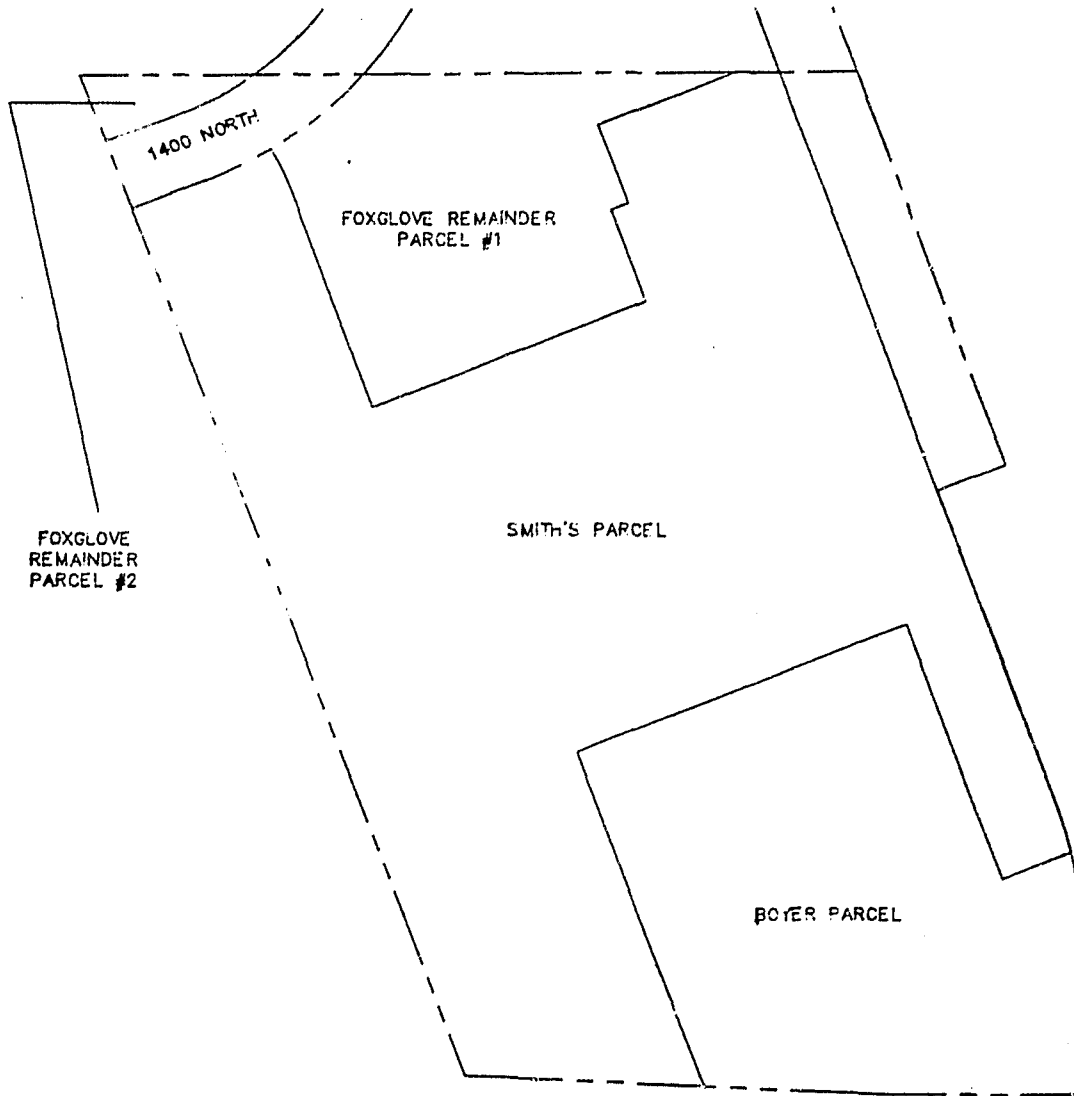 1400 NORTH
FOXGLOVE REMAINDER
PARCEL #1
FOXGLOVE
REMAINDER
PARCEL #2
SMITH'S PARCEL
BOYER PARCEL